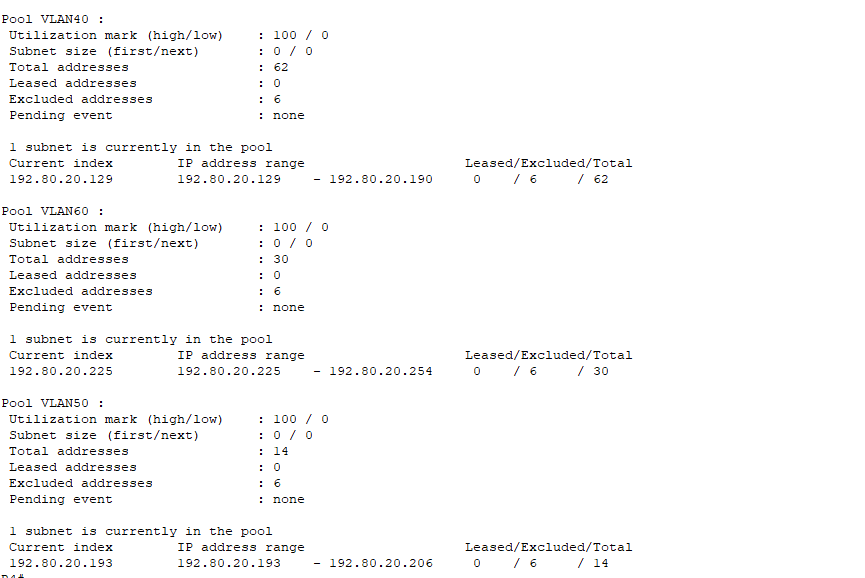 Pool VLAN40 :
Utilization mark (high/low) : 100 / 0
Subnet size (first/next) : 0 / 0
Total addresses : 62
Leased addresses : 0
Excluded addresses : 6
Pending event : none
1 subnet is currently in the pool
Current index IP address range Leased/Excluded/Total
192.80.20.129 192.80.20.129 - 192.80.20.190 0 / 6 / 62
Pool VLAN60 :
Utilization mark (high/low) : 100 / 0
Subnet size (first/next) : 0 / 0
Total addresses : 30
Leased addresses : 0
Excluded addresses : 6
Pending event : none
1 subnet is currently in the pool
Current index IP address range Leased/Excluded/Total
192.80.20.225 192.80.20.225 - 192.80.20.254 0 / 6 / 30
Pool VLAN50 :
Utilization mark (high/low) : 100 / 0
Subnet size (first/next) : 0 / 0
Total addresses : 14
Leased addresses : 0
Excluded addresses : 6
Pending event : none
1 subnet is currently in the pool
Current index IP address range Leased/Excluded/Total
192.80.20.193 192.80.20.193 - 192.80.20.206 0 / 6 / 14